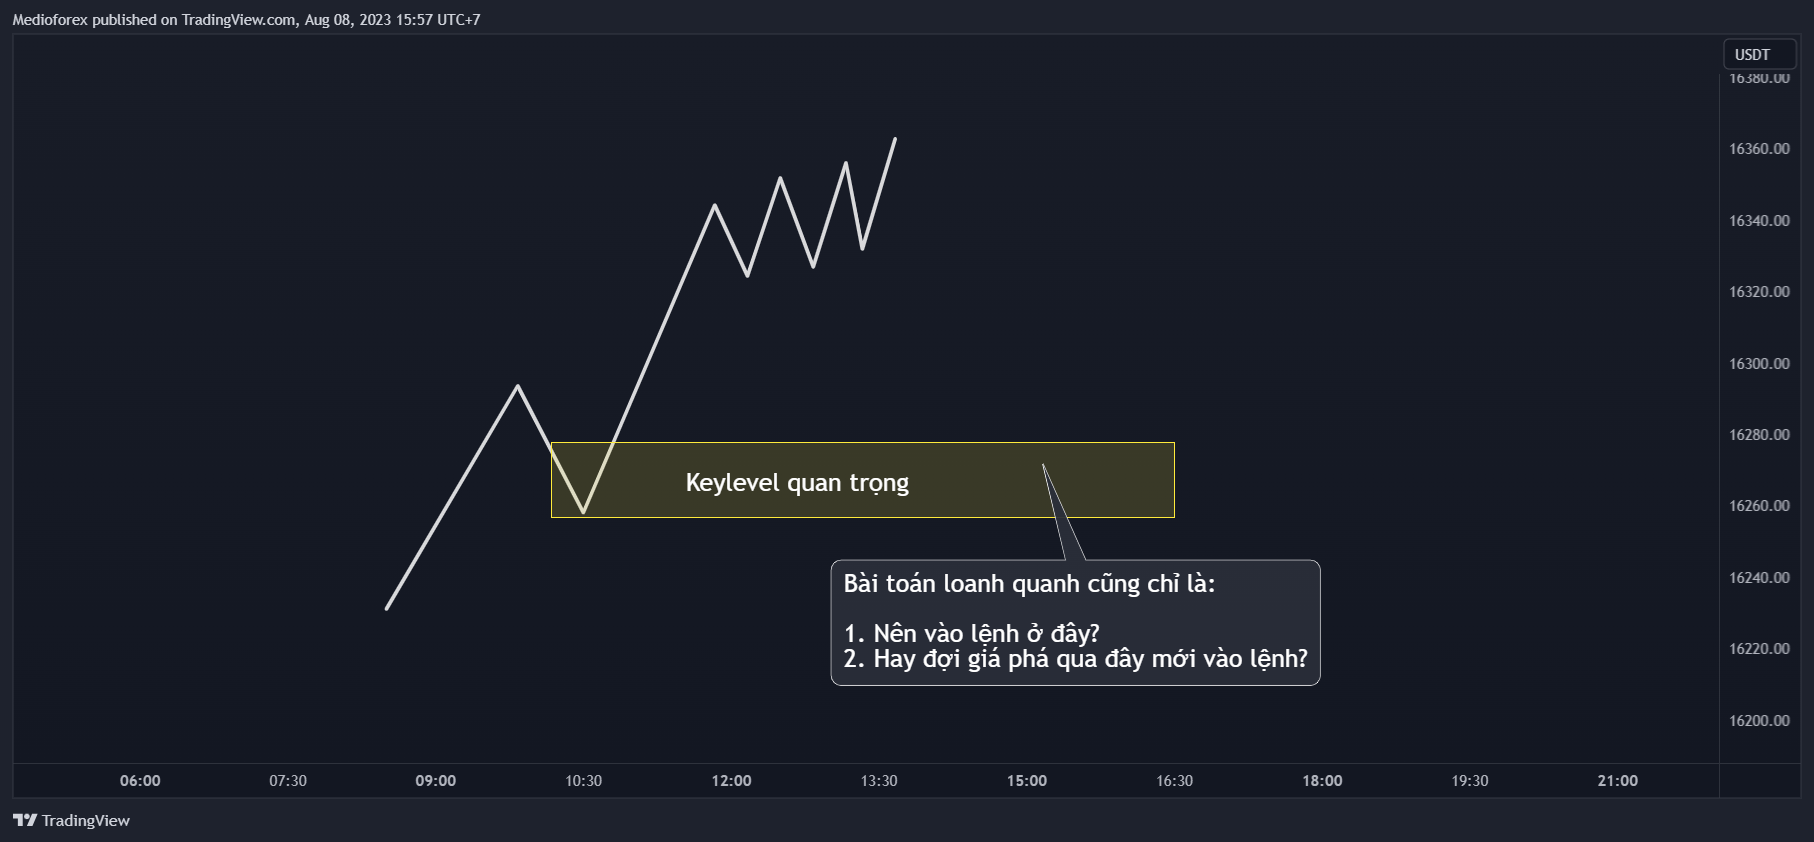 Medioforex published on TradingView.com, Aug 08, 2023 15:57 UTC+7
USDT
16380.00
16360.00
16340.00
16320.00
16300.00
16280.00
Keylevel quan trọng
16260.00
Bài toán loanh quanh cũng chỉ là:
16240.00
1. Nên vào lệnh ở đây?
2. Hay đợi giá phá qua đây mới vào lệnh?
16220.00
16200.00
06:00 07:30 09:00 10:30 12:00 13:30 15:00 16:30 18:00 19:30 21:00
TradingView